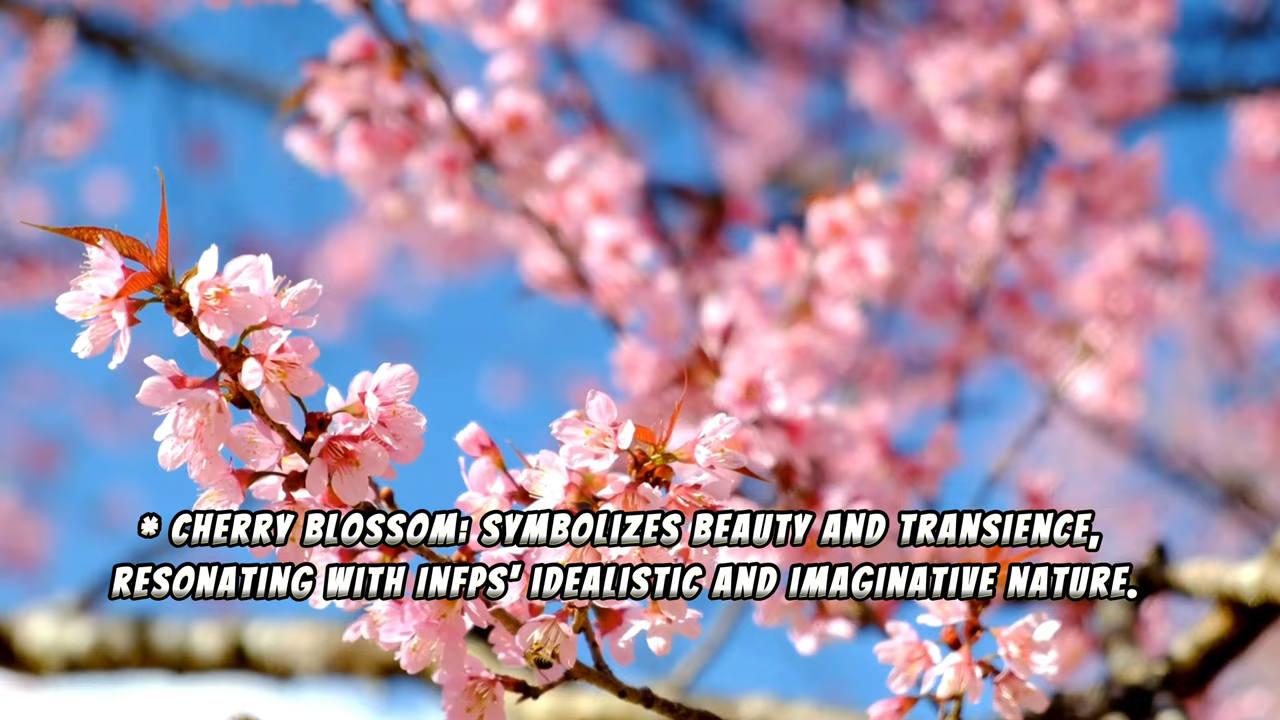 * CHERRY BLOSSOM: SYMBOLIZES BEAUTY AND TRANSIENCE,
RESONATING WITH INFPS' IDEALISTIC AND IMAGINATIVE NATURE.